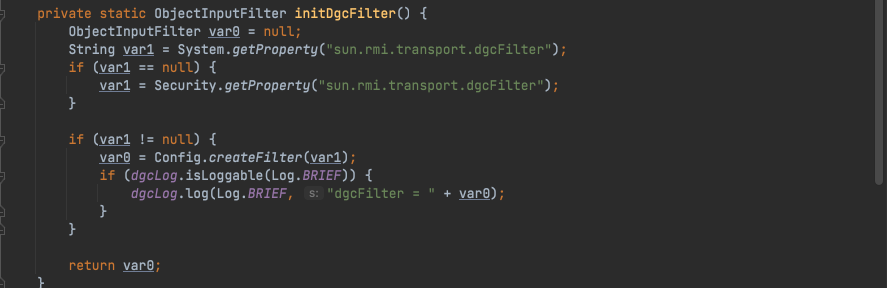 private static ObjectInputFilter initDgcFilter() {
ObjectInputFilter var0 = null;
String var1 = System.getProperty("sun.rmi.transport.dgcFilter");
if (var1 == null) {
var1 = Security.getProperty("sun.rmi.transport.dgcFilter");
}
if (var1 != null) {
var0 = Config.createFilter(var1);
if (dgcLog.isLoggable(Log.BRIEF)) {
dgcLog.log(Log.BRIEF, s: "dgcFilter = " + var0);
}
}
return var0;
}